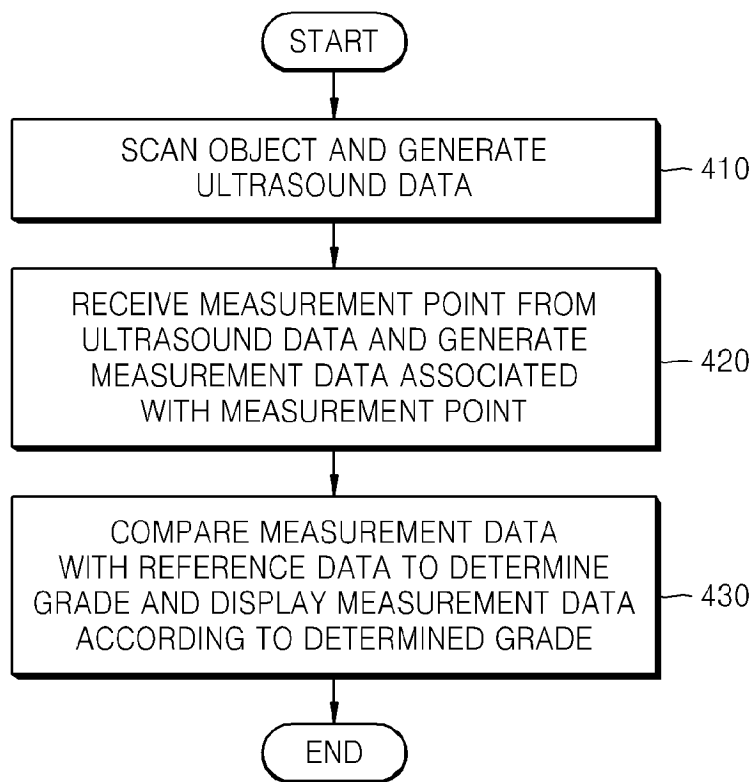 START
SCAN OBJECT AND GENERATE
ULTRASOUND DATA
410
RECEIVE MEASUREMENT POINT FROM
ULTRASOUND DATA AND GENERATE
MEASUREMENT DATA ASSOCIATED
WITH MEASUREMENT POINT
420
COMPARE MEASUREMENT DATA
WITH REFERENCE DATA TO DETERMINE
GRADE AND DISPLAY MEASUREMENT DATA
ACCORDING TO DETERMINED GRADE
430
END